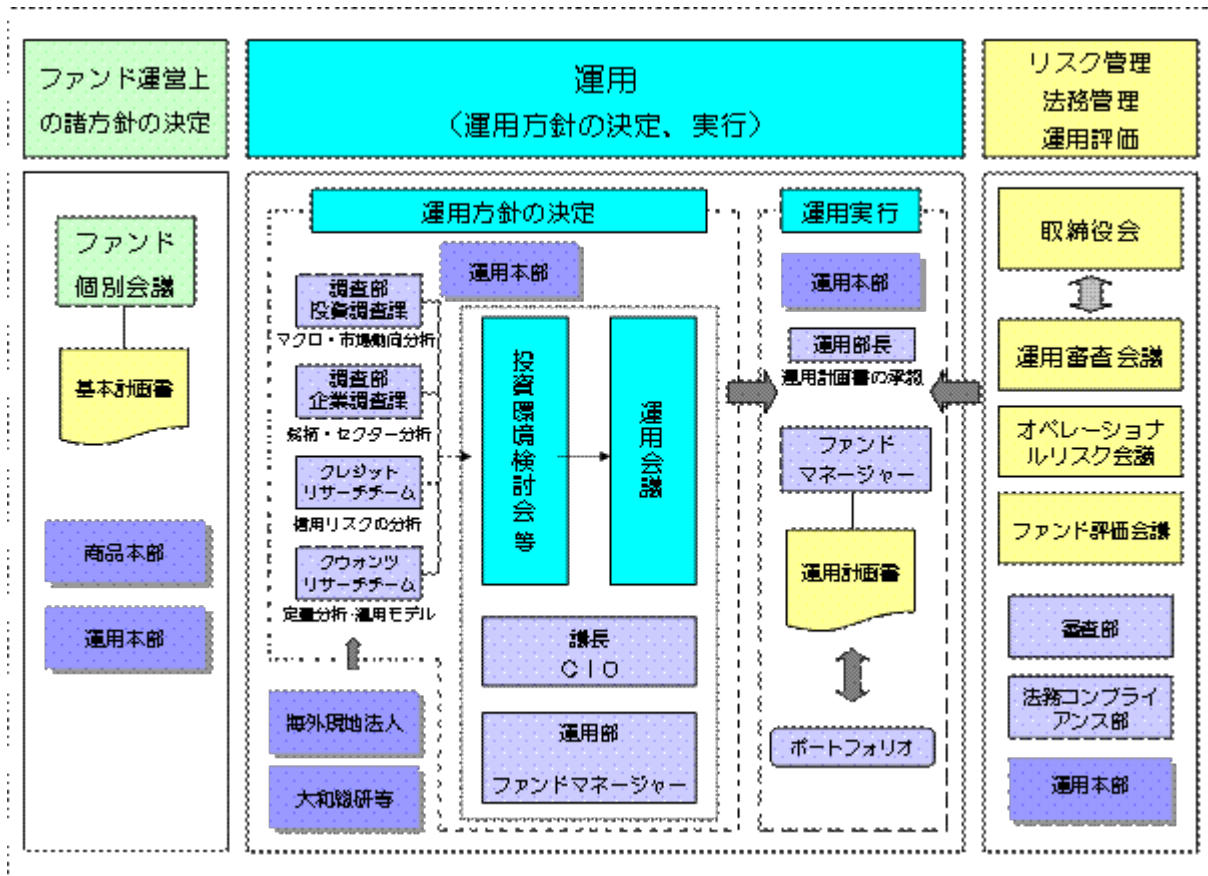 ファンド運営上
の諸方針の決定
ファンド
個別会議
基本計画書
商品本部
運用本部
運用
（運用方針の決定、実行）
運用方針の決定
運用本部
調査部
投資調査課
マクロ・市場動向分析
調査部
企業調査課
銘柄・セクター分析
クレジット
リサーチチーム
信用リスクの分析
クウォンツ
リサーチチーム
定量分析・運用モデル
海外現地法人
大和総研等
投資環境検討会 等
運用会議
議長
ＣＩＯ
運用部
ファンドマネージャー
運用実行
運用本部
運用部長
運用計画書の承認
ファンド
マネージャー
運用計画書
ポートフォリオ
リスク管理
法務管理
運用評価
取締役会
運用審査会議
オペレーショナ
ルリスク会議
ファンド評価会議
審査部
法務コンプライ
アンス部
運用本部